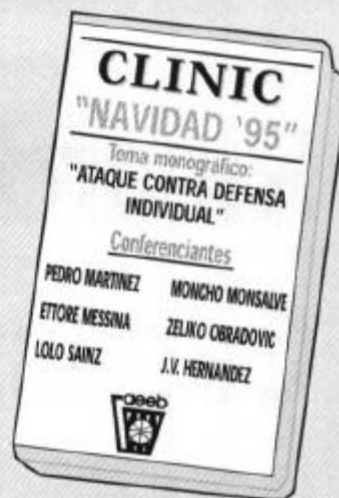 CLINIC
"NAVIDAD '95"
Tema monográfico:
"ATAQUE CONTRA DEFENSA
INDIVIDUAL"
Conferenciantes
PEDRO MARTINEZ
MONCHO MONSALVE
ETTORE MESSINA
ZELJKO OBRADOVIC
LOLO SAINZ
J.V. HERNANDEZ
aeeb